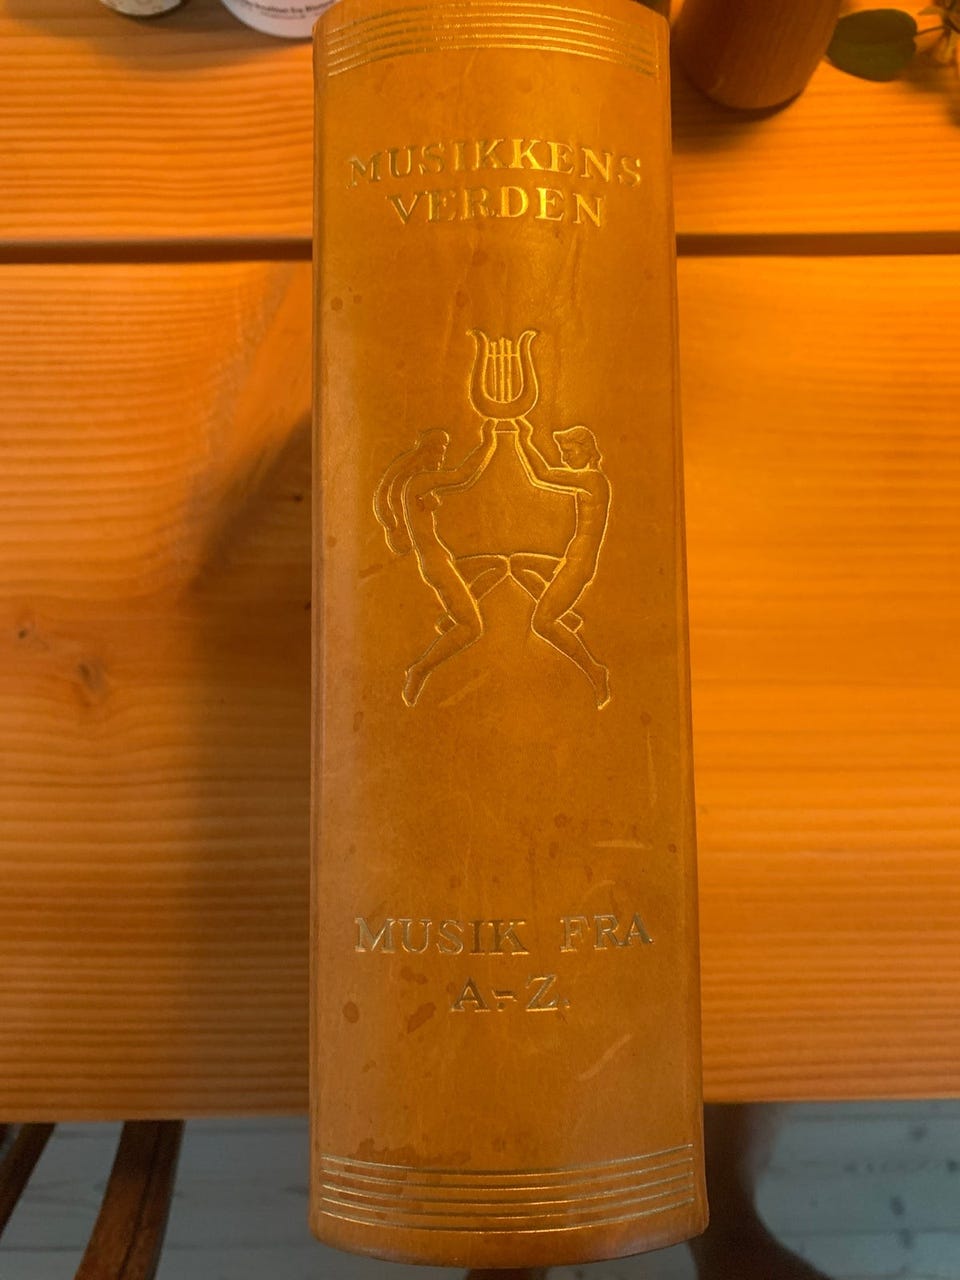 MUSIKKENS
VERDEN
MUSIK FRA
A-Z.